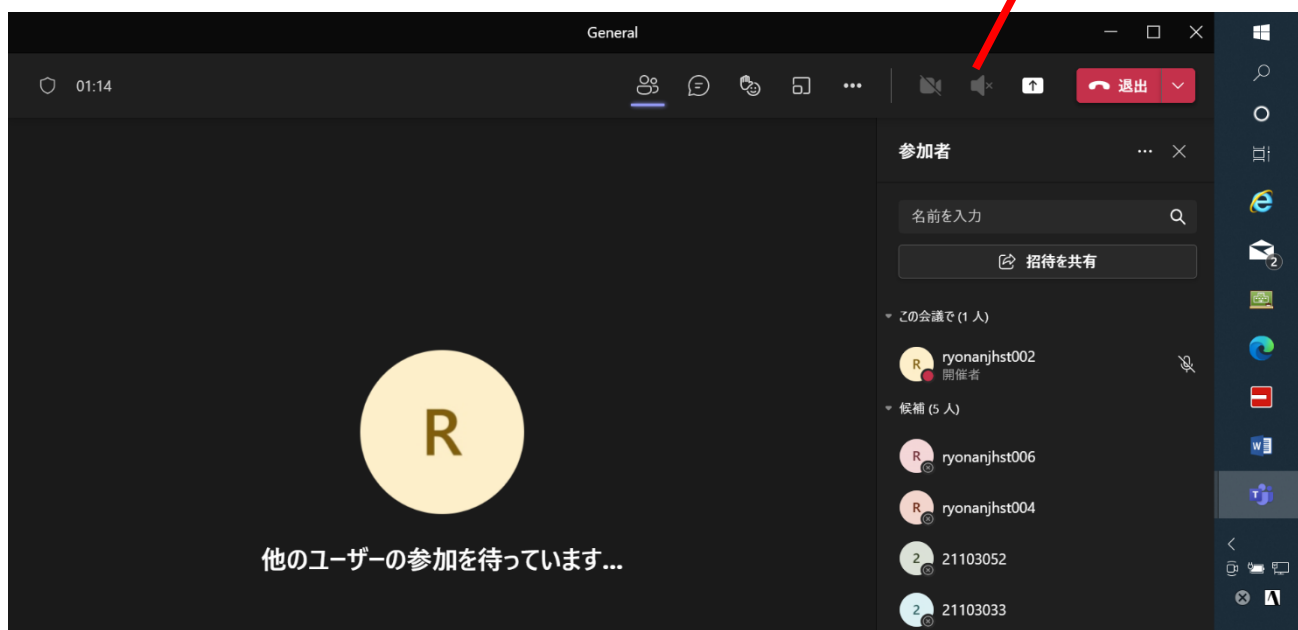 General
01:14
退出
参加者
名前を入力
招待を共有
この会議で (1 人)
R
ryonanjhst002
開催者
候補 (5 人)
R
ryonanjhst006
R
ryonanjhst004
2
21103052
2
21103033
R
他のユーザーの参加を待っています...
2